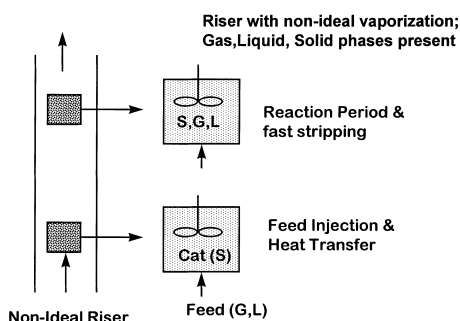 Riser with non-ideal vaporization;
Gas,Liquid, Solid phases present
S,G,L
Reaction Period &
fast stripping
Cat (S)
Feed Injection &
Heat Transfer
Feed (G,L)
Non-Ideal Riser